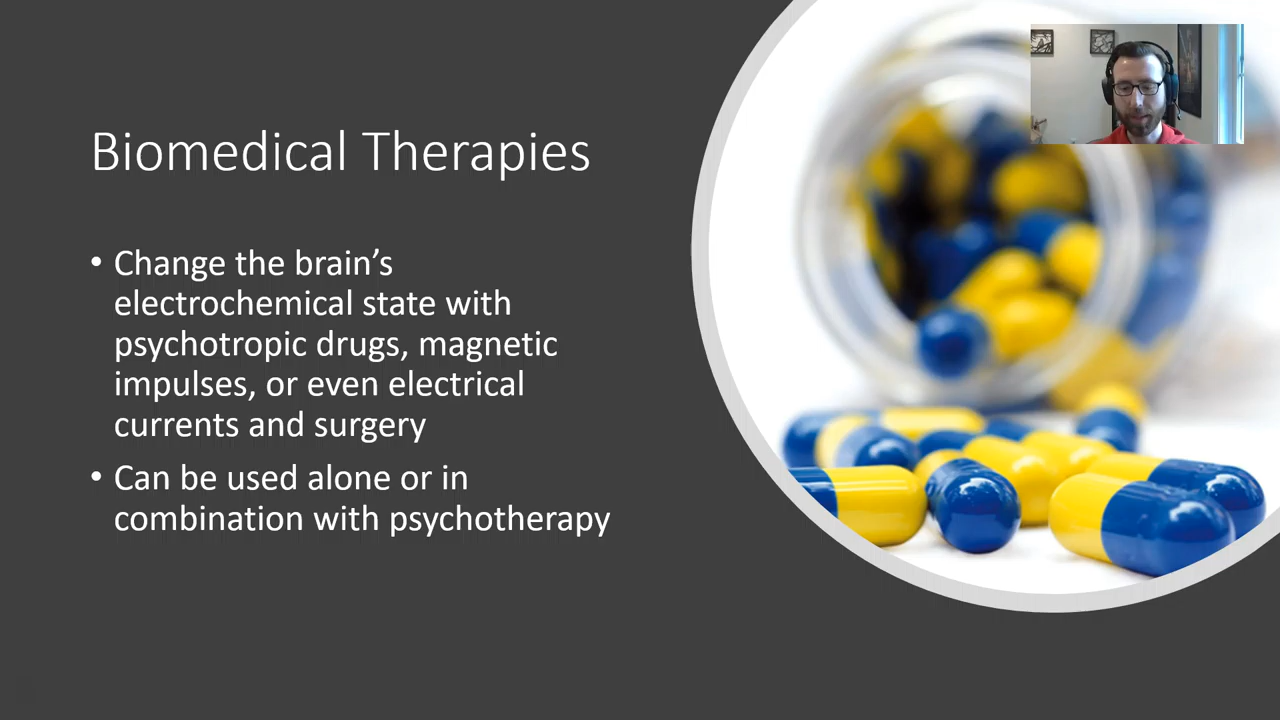 Biomedical Therapies
• Change the brain’s
electrochemical state with
psychotropic drugs, magnetic
impulses, or even electrical
currents and surgery
• Can be used alone or in
combination with psychotherapy